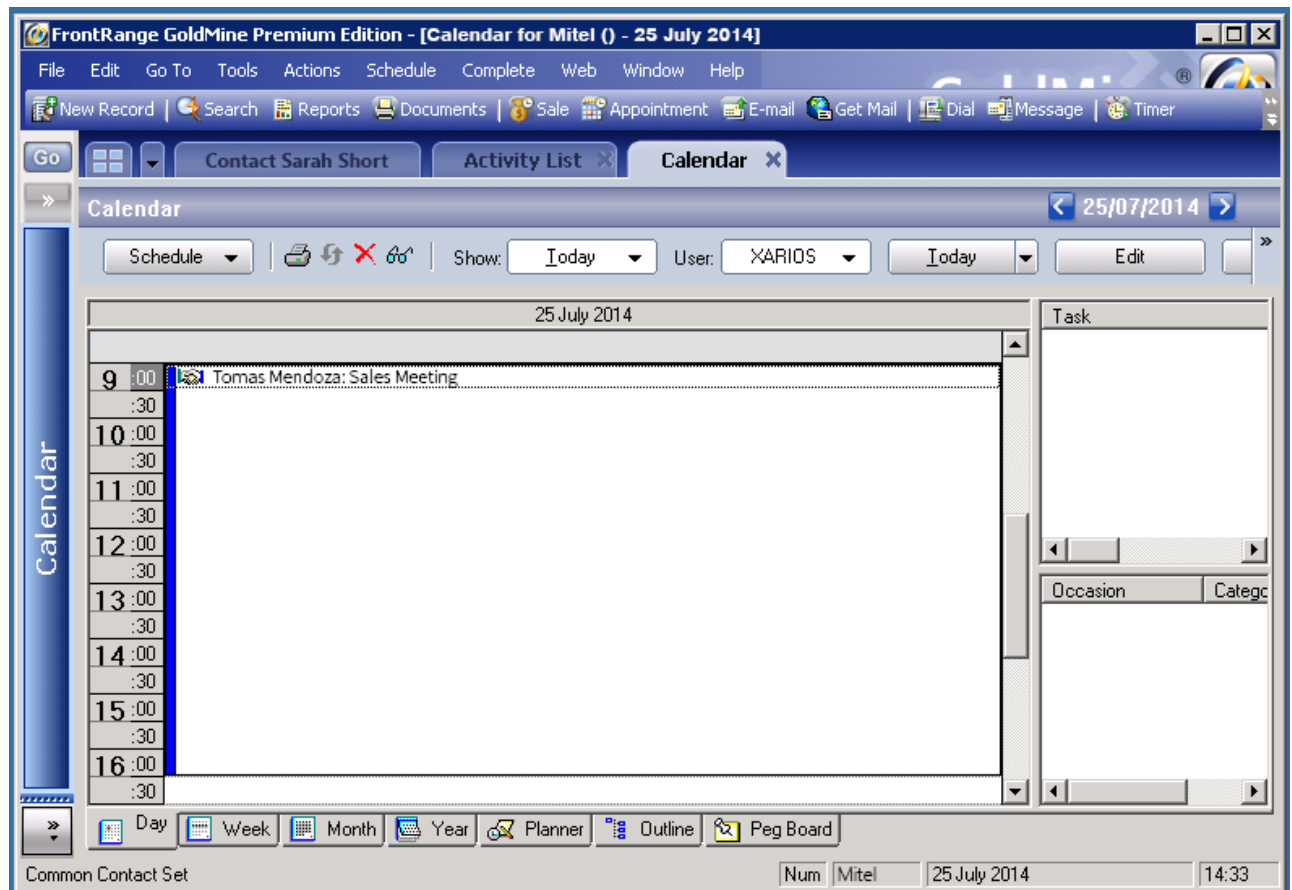 FrontRange GoldMine Premium Edition - [Calendar for Mitel () - 25 July 2014]
File Edit Go To Tools Actions Schedule Complete Web Window Help
®
New Record Search Reports Documents Sale Appointment E-mail Get Mail Dial Message Timer
Go Contact Sarah Short Activity List Calendar
Calendar 25/07/2014
Schedule Show: Today User: XARIOS Today Edit
25 July 2014 Task
9 :00 Tomas Mendoza: Sales Meeting
:30
10 :00
:30
11 :00
:30
12 :00
:30
13 :00
:30
14 :00
:30
15 :00
:30
16 :00
:30
Occasion Catego
Calendar
Day Week Month Year Planner Outline Peg Board
Common Contact Set Num Mitel 25 July 2014 14:33